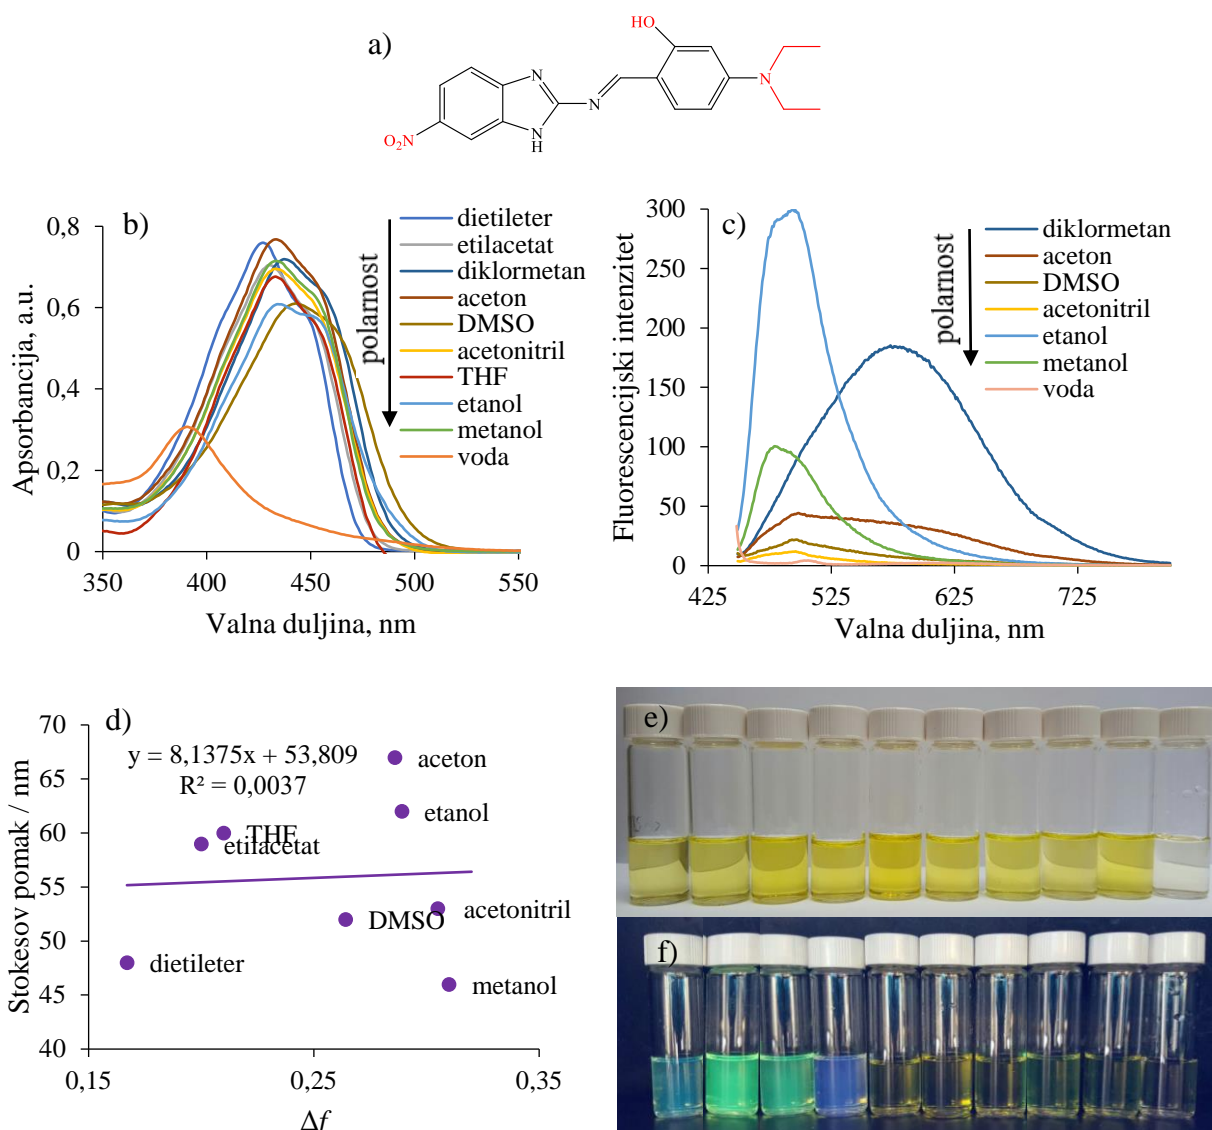 a)
HO
N
N
N
N
H
O₂N
b)
0,8
0,6
0,4
0,2
0
350
400
450
500
550
Apsorbancija, a.u.
Valna duljina, nm
polarnost
dietileter
etilacetat
diklormetan
aceton
DMSO
acetonitril
THF
etanol
metanol
voda
c)
300
250
200
150
100
50
0
425
525
625
725
Fluorescencijski intenzitet
Valna duljina, nm
polarnost
diklormetan
aceton
DMSO
acetonitril
etanol
metanol
voda
d)
70
65
60
55
50
45
40
0,15
0,25
0,35
Stokesov pomak / nm
Δf
y = 8,1375x + 53,809
R² = 0,0037
aceton
etanol
THF
etilacetat
acetonitril
DMSO
dietileter
metanol
e)
f)